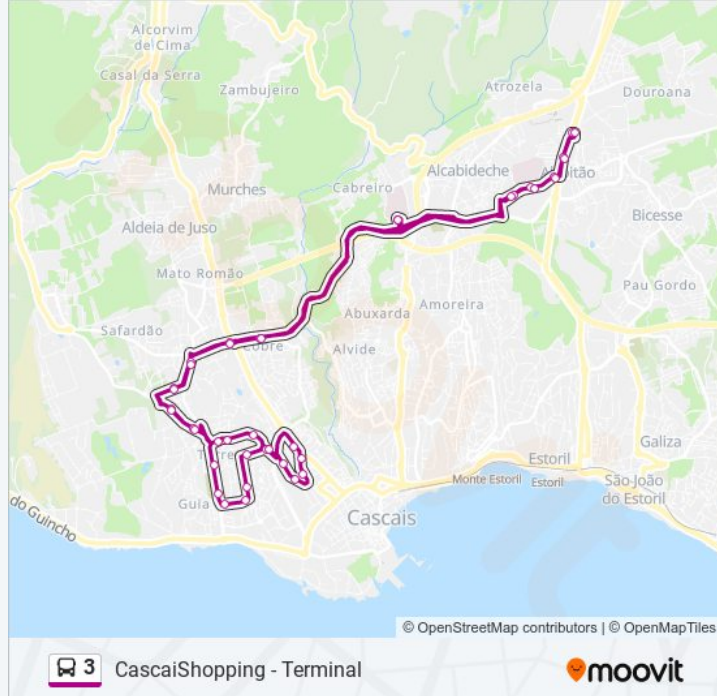 Alcorvim
de Cima
Casal da Serra
Zambujeiro
Atrozela
Douroana
Alcabideche
Cabreiro
Murches
Bicesse
Aldeia de Juso
Mato Romão
Pau Gordo
Amoreira
Abuxarda
Safardão
Alvide
Galiza
Estoril
Monte Estoril
Estoril
São João
do Estoril
Guia
do Guincho
Cascais
© OpenStreetMap contributors | © OpenMapTiles
3 CascaiShopping - Terminal
moovit